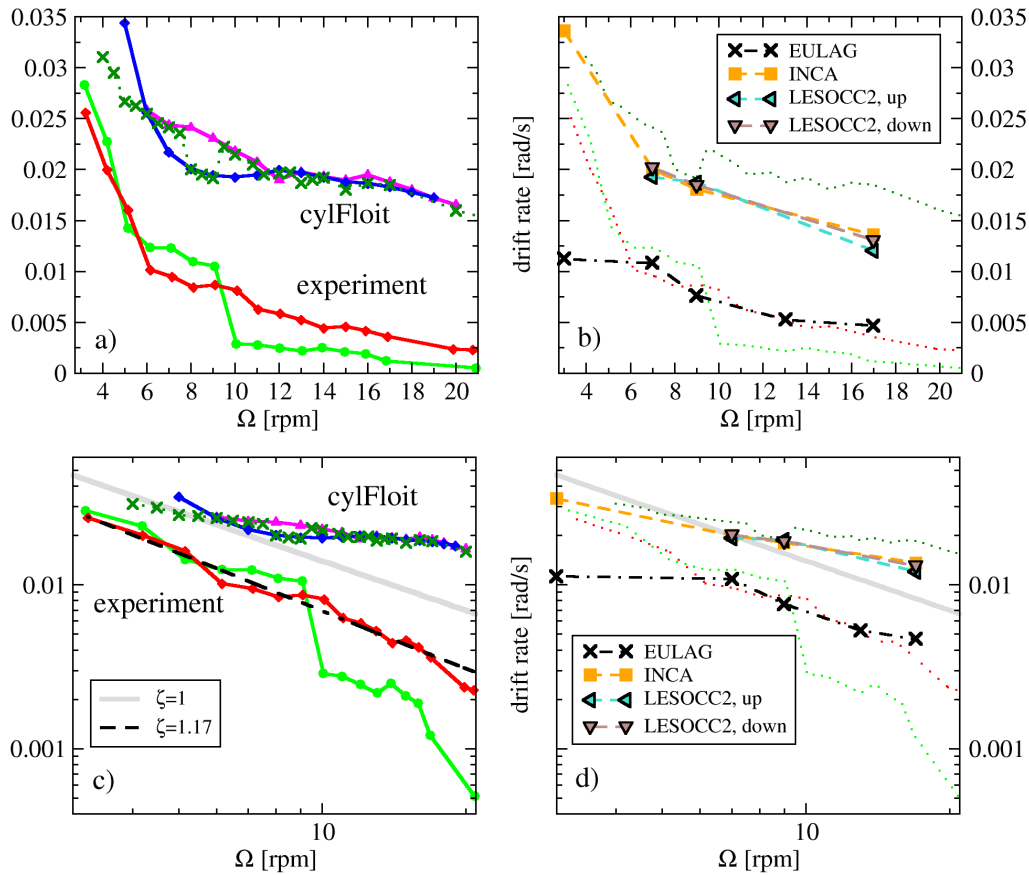 0.035
0.03
0.025
0.02
0.015
0.01
0.005
0
4 6 8 10 12 14 16 18 20
Ω [rpm]
cylFloit
experiment
a)
EULAG
INCA
LESOCC2, up
LESOCC2, down
drift rate [rad/s]
0.035
0.03
0.025
0.02
0.015
0.01
0.005
0
4 6 8 10 12 14 16 18 20
Ω [rpm]
b)
0.01
0.001
10
Ω [rpm]
cylFloit
experiment
ζ=1
ζ=1.17
c)
drift rate [rad/s]
EULAG
INCA
LESOCC2, up
LESOCC2, down
0.01
0.001
10
Ω [rpm]
d)